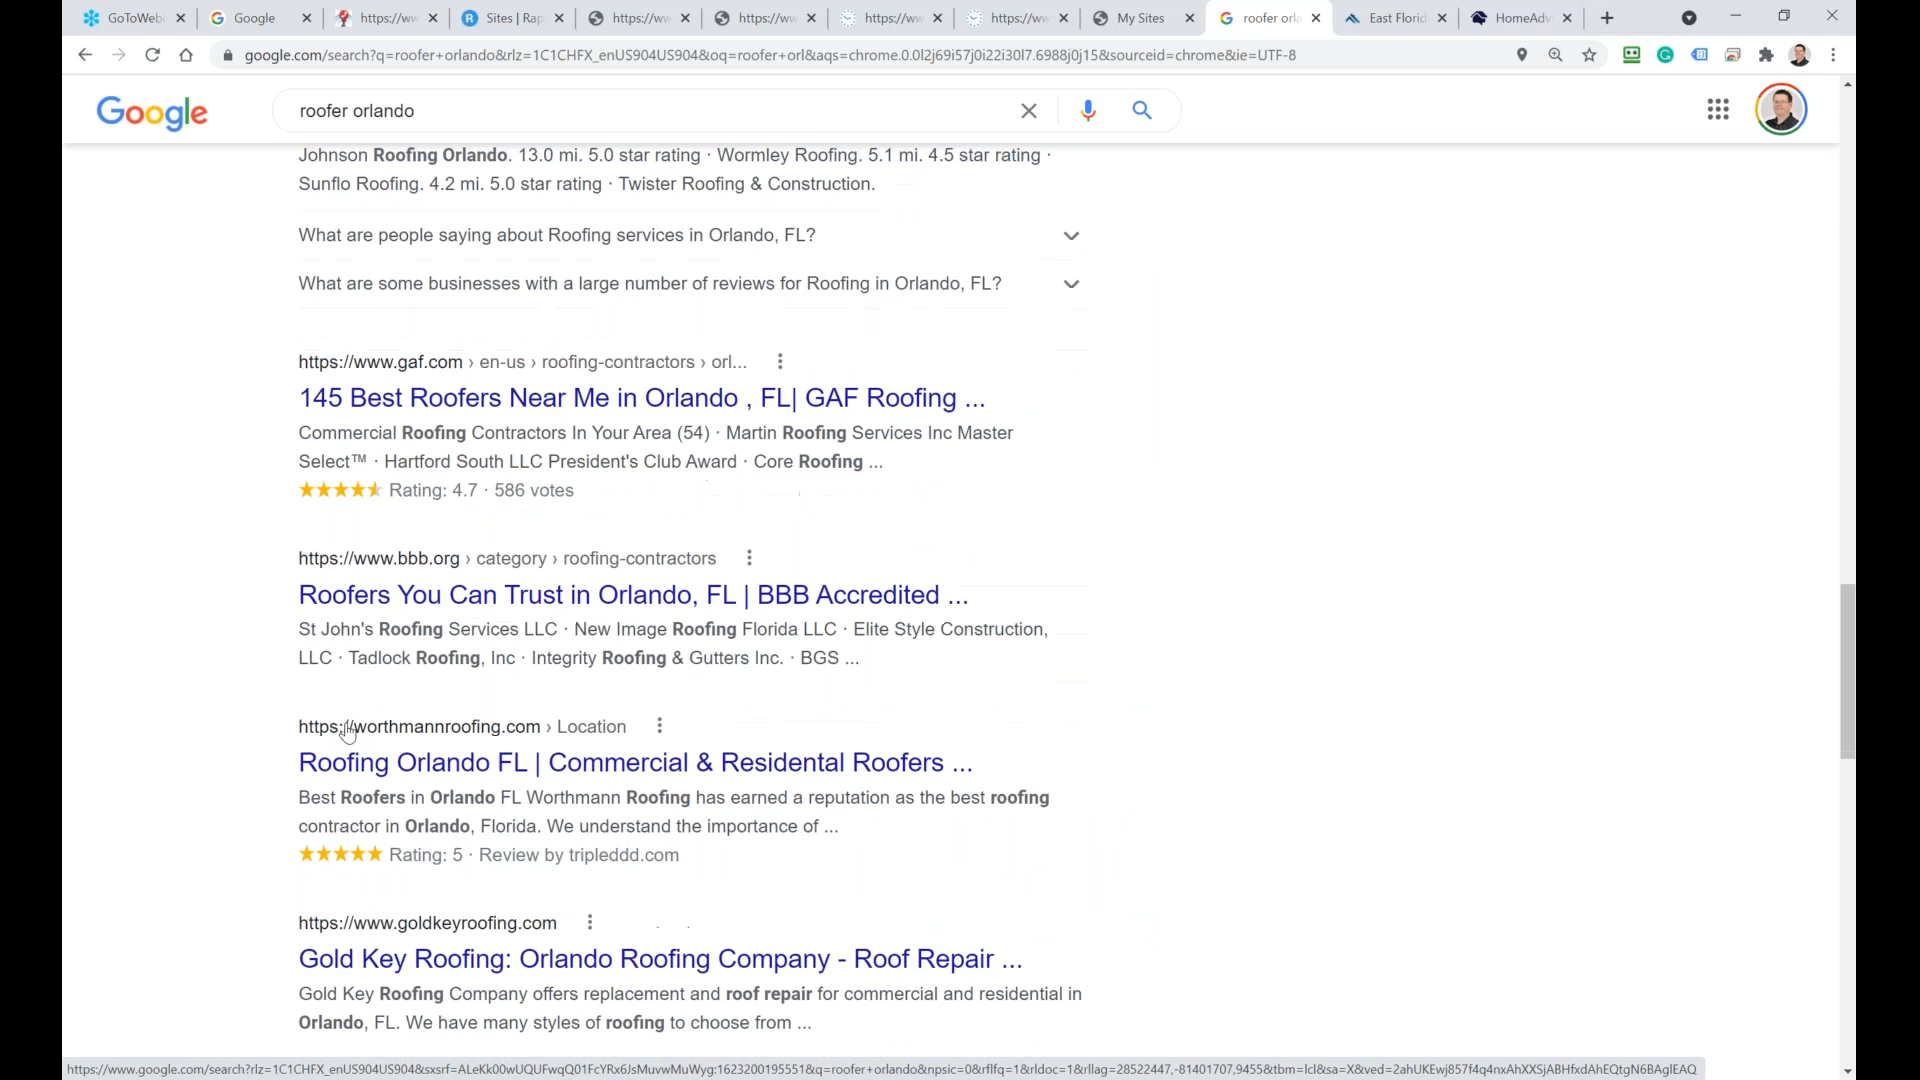 GoToWebi
Google
https://ww
Sites | Rap
https://ww
https://ww
https://ww
https://ww
My Sites
roofer orla
East Florid
HomeAdv
google.com/search?q=roofer+orlando&rlz=1C1CHFX_enUS904US904&oq=roofer+orl&aqs=chrome.0.0l2j69i57j0i22i30l7.6988j0j15&sourceid=chrome&ie=UTF-8
Google
roofer orlando
Johnson Roofing Orlando. 13.0 mi. 5.0 star rating · Wormley Roofing. 5.1 mi. 4.5 star rating ·
Sunflo Roofing. 4.2 mi. 5.0 star rating · Twister Roofing & Construction.
What are people saying about Roofing services in Orlando, FL?
What are some businesses with a large number of reviews for Roofing in Orlando, FL?
https://www.gaf.com › en-us › roofing-contractors › orl...
145 Best Roofers Near Me in Orlando , FL| GAF Roofing ...
Commercial Roofing Contractors In Your Area (54) · Martin Roofing Services Inc Master
Select™ · Hartford South LLC President's Club Award · Core Roofing ...
Rating: 4.7 · 586 votes
https://www.bbb.org › category › roofing-contractors
Roofers You Can Trust in Orlando, FL | BBB Accredited ...
St John's Roofing Services LLC · New Image Roofing Florida LLC · Elite Style Construction,
LLC · Tadlock Roofing, Inc · Integrity Roofing & Gutters Inc. · BGS ...
https://worthmannroofing.com › Location
Roofing Orlando FL | Commercial & Residental Roofers ...
Best Roofers in Orlando FL Worthmann Roofing has earned a reputation as the best roofing
contractor in Orlando, Florida. We understand the importance of ...
Rating: 5 · Review by tripleddd.com
https://www.goldkeyroofing.com
Gold Key Roofing: Orlando Roofing Company - Roof Repair ...
Gold Key Roofing Company offers replacement and roof repair for commercial and residential in
Orlando, FL. We have many styles of roofing to choose from ...
https://www.google.com/search?rlz=1C1CHFX_enUS904US904&sxsrf=ALeKk00wUQUFwqQ01FcYRx6JsMuvwMuWyg:1623200195551&q=roofer+orlando&npsic=0&rflfq=1&rldoc=1&rllag=28522447,-81401707,9455&tbm=lcl&sa=X&ved=2ahUKEwj857f4q4nxAhXXSjABHfxdAhEQtgN6BAgIEAQ